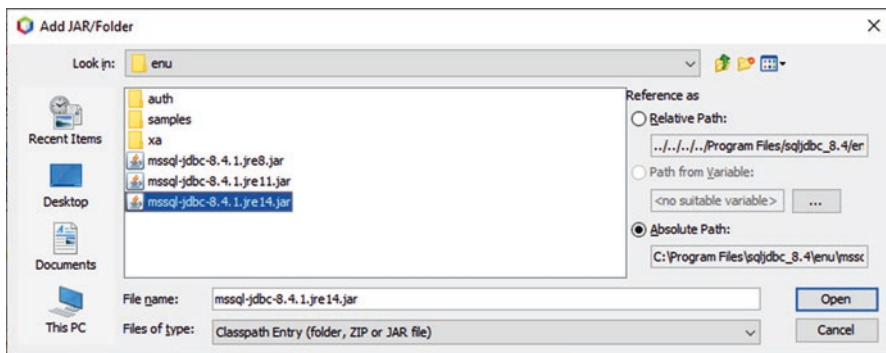 Add JAR/Folder
Look in:
enu
Recent Items
Desktop
Documents
This PC
auth
samples
xa
mssql-jdbc-8.4.1.jre8.jar
mssql-jdbc-8.4.1.jre11.jar
mssql-jdbc-8.4.1.jre14.jar
Reference as
Relative Path:
../../../../Program Files/sqljdbc_8.4/en
Path from Variable:
<no suitable variable>
...
Absolute Path:
C:\Program Files\sqljdbc_8.4\enu\mssq
File name:
mssql-jdbc-8.4.1.jre14.jar
Open
Files of type:
Classpath Entry (folder, ZIP or JAR file)
Cancel